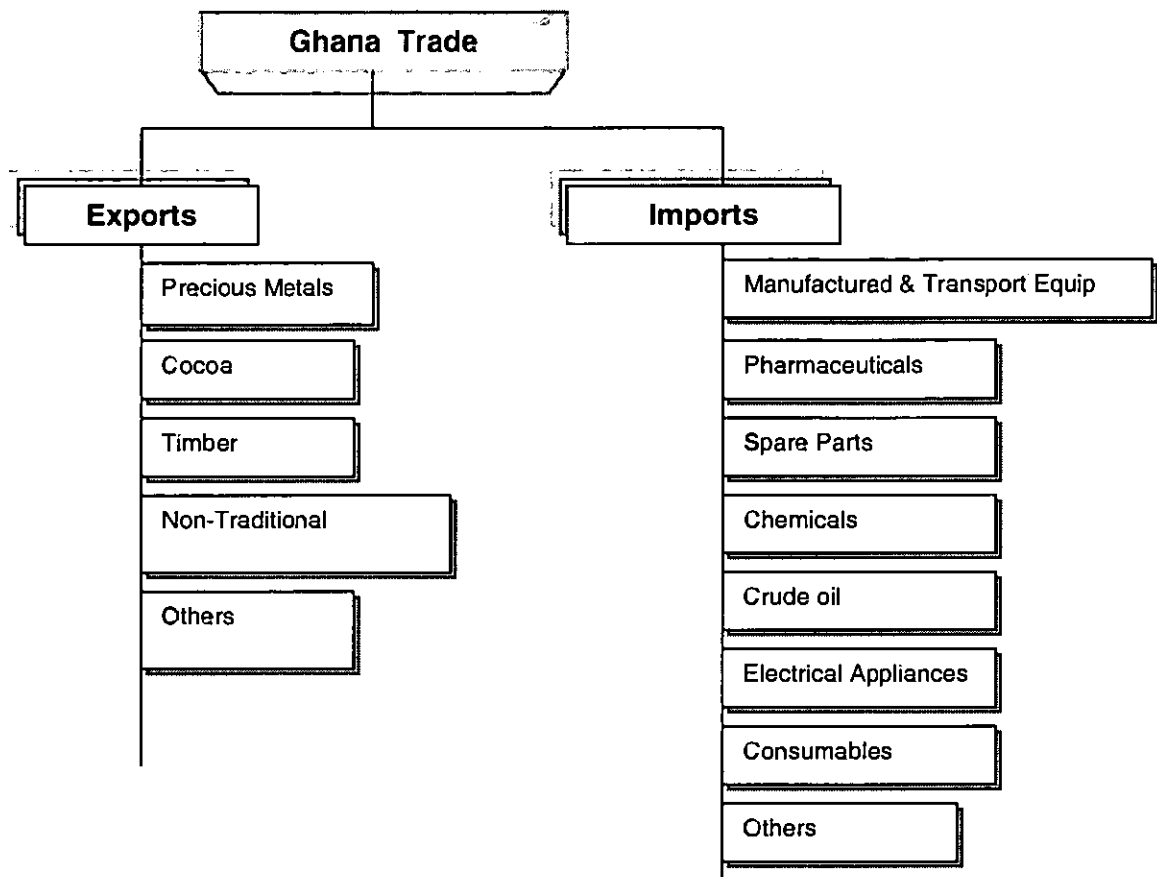 Ghana Trade
Exports
Precious Metals
Cocoa
Timber
Non-Traditional
Others
Imports
Manufactured & Transport Equip
Pharmaceuticals
Spare Parts
Chemicals
Crude oil
Electrical Appliances
Consumables
Others